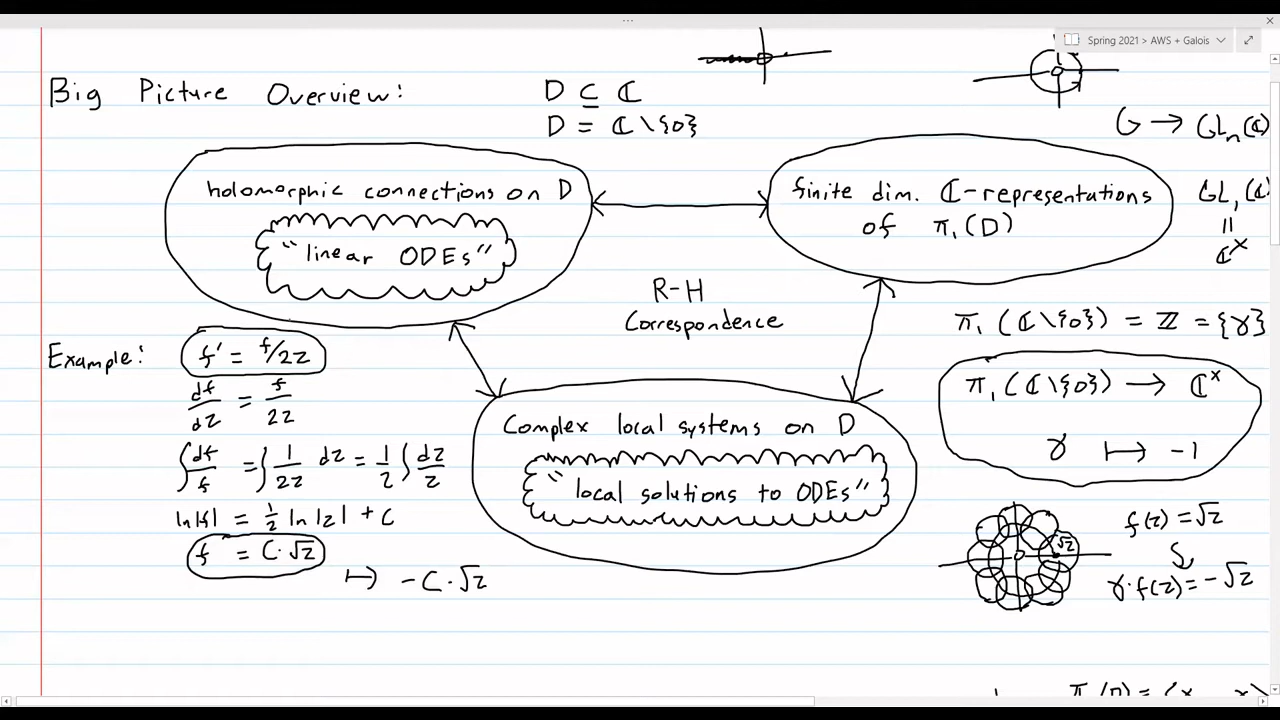 Spring 2021 > AWS + Galois
Big Picture Overview:
D ⊆ ℂ
D = ℂ\{0}
G → GLₙ(ℂ)
holomorphic connections on D
"linear ODEs"
finite dim. ℂ-representations
of π₁(D)
GL₁(ℂ)
=
ℂˣ
R-H
Correspondence
π₁(ℂ\{0}) = ℤ = {γ}
Example:
f' = f/2z
df/dz = f/2z
∫ df/f = ∫ 1/2z dz = 1/2 ∫ dz/z
ln|f| = 1/2 ln|z| + C
f = C·√z
↦ -C·√z
Complex local systems on D
"local solutions to ODEs"
π₁(ℂ\{0}) → ℂˣ
γ ↦ -1
√z
f(z) = √z
γ·f(z) = -√z